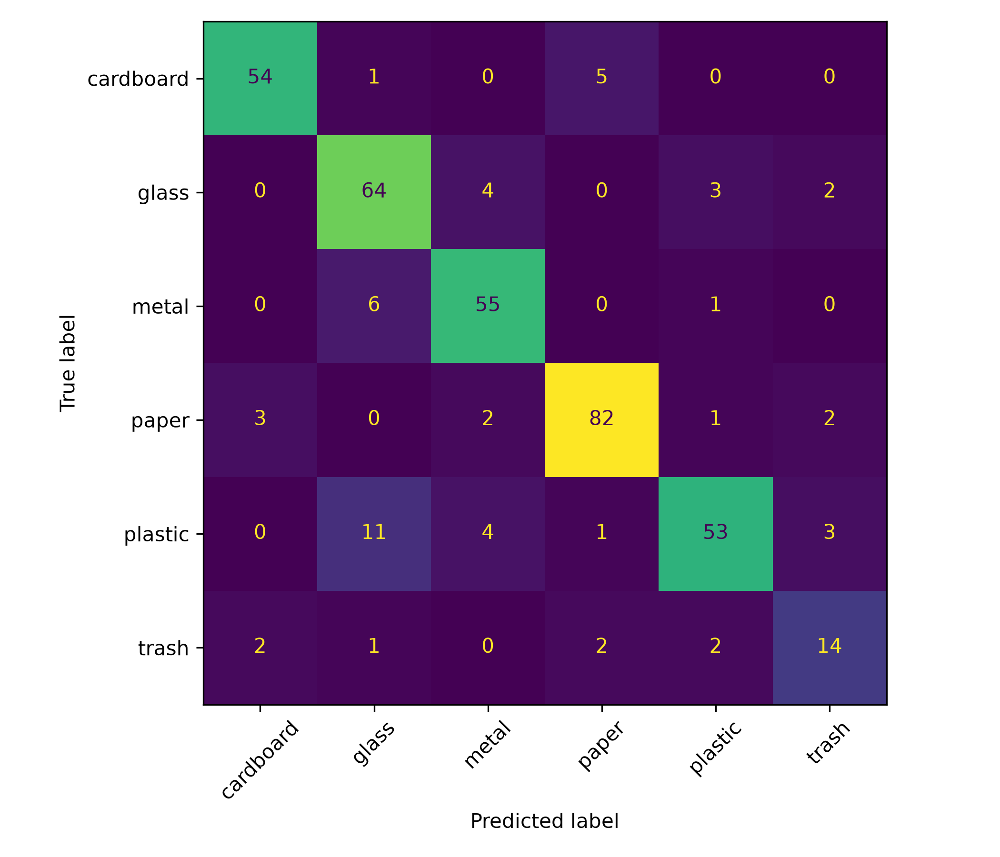 cardboard 54 1 0 5 0 0
glass 0 64 4 0 3 2
metal 0 6 55 0 1 0
paper 3 0 2 82 1 2
plastic 0 11 4 1 53 3
trash 2 1 0 2 2 14
True label
cardboard glass metal paper plastic trash
Predicted label